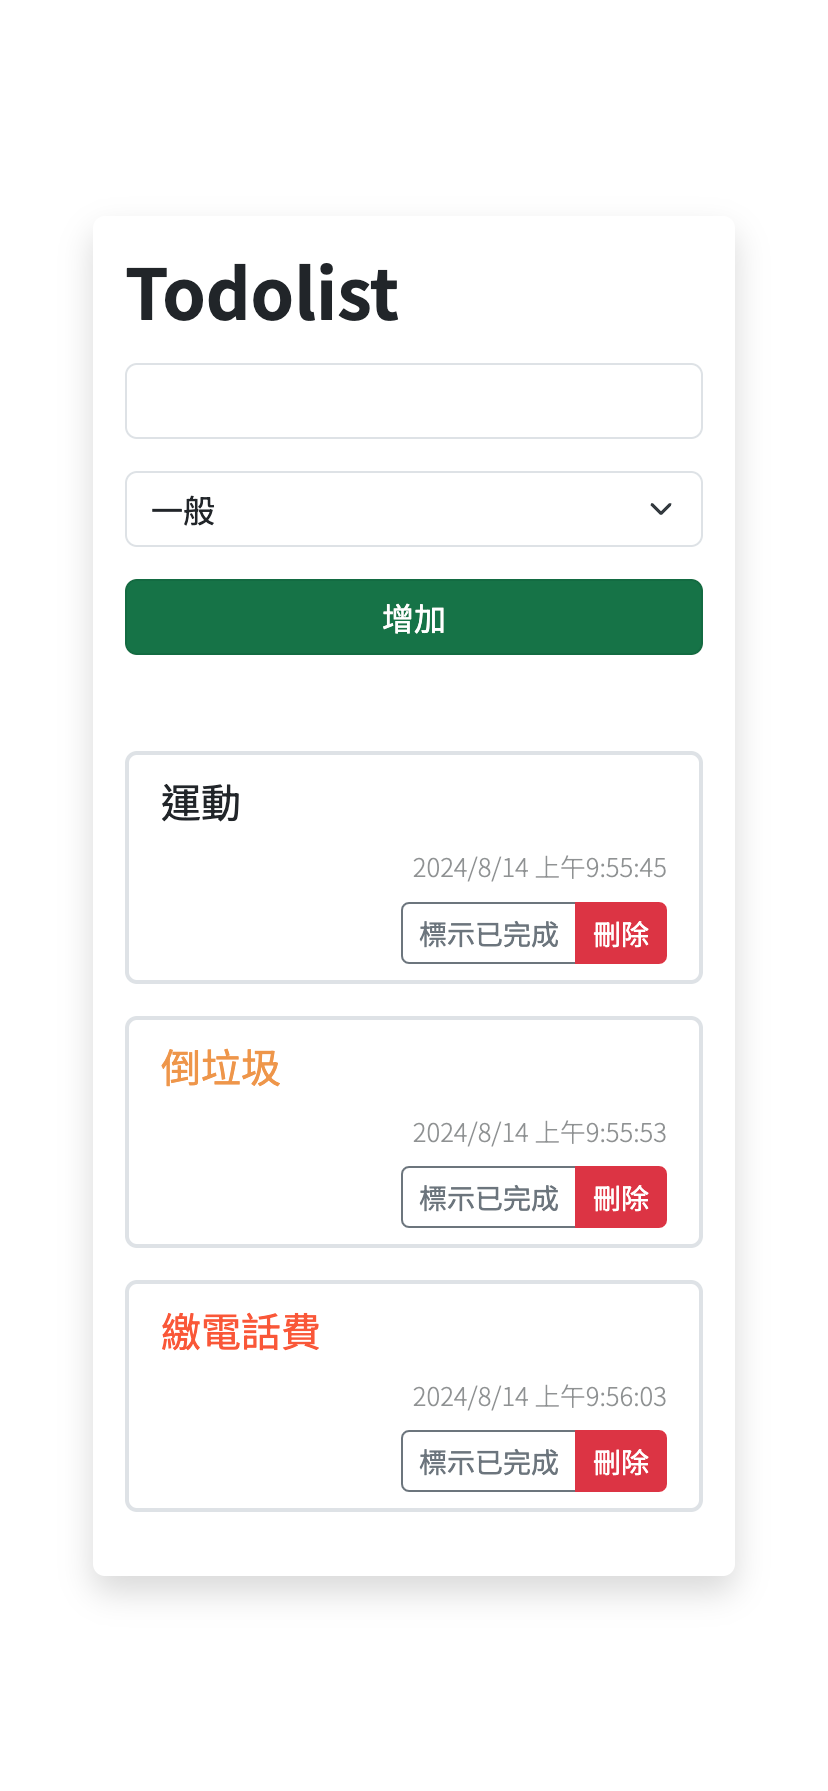 Todolist
一般
增加
運動
2024/8/14 上午9:55:45
標示已完成 刪除
倒垃圾
2024/8/14 上午9:55:53
標示已完成 刪除
繳電話費
2024/8/14 上午9:56:03
標示已完成 刪除